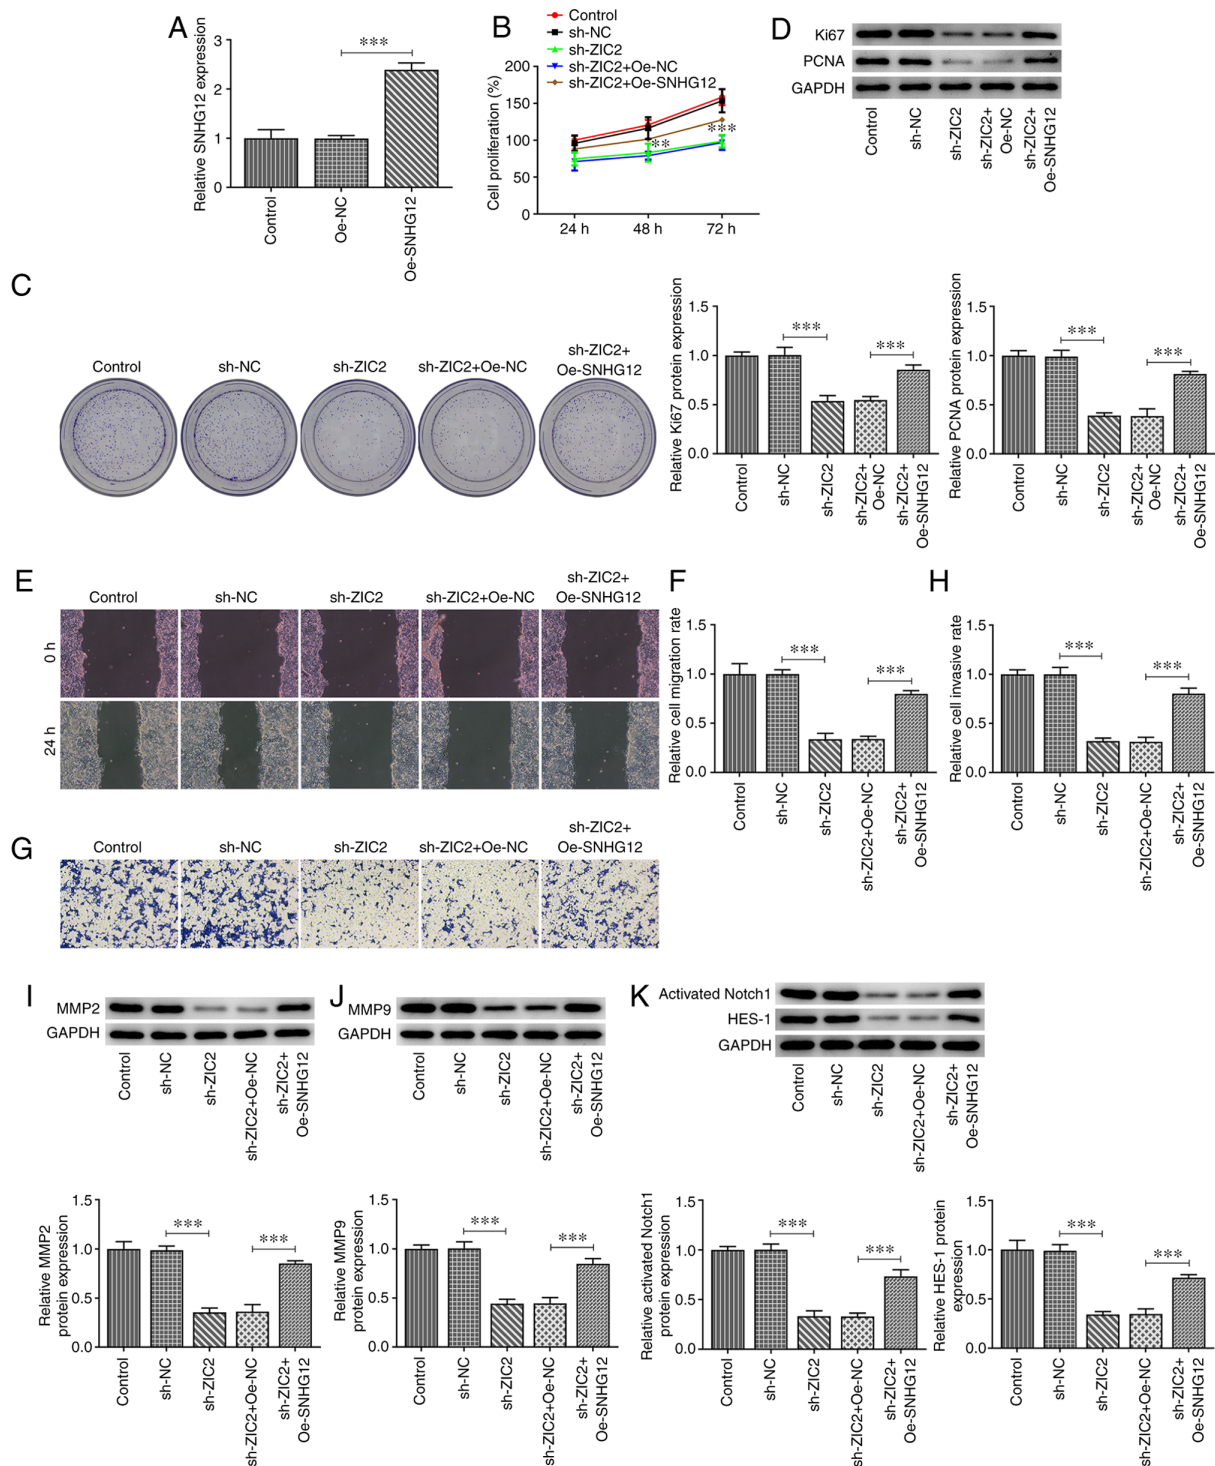 A
Relative SNHG12 expression
3
2
1
0
***
Control
Oe-NC
Oe-SNHG12
B
Control
sh-NC
sh-ZIC2
sh-ZIC2+Oe-NC
sh-ZIC2+Oe-SNHG12
Cell proliferation (%)
200
150
100
50
0
**
***
24 h
48 h
72 h
D
Ki67
PCNA
GAPDH
Control
sh-NC
sh-ZIC2
sh-ZIC2+
Oe-NC
sh-ZIC2+
Oe-SNHG12
C
Control
sh-NC
sh-ZIC2
sh-ZIC2+Oe-NC
sh-ZIC2+
Oe-SNHG12
Relative Ki67 protein expression
1.5
1.0
0.5
0.0
***
***
Control
sh-NC
sh-ZIC2
sh-ZIC2+
Oe-NC
sh-ZIC2+
Oe-SNHG12
Relative PCNA protein expression
1.5
1.0
0.5
0.0
***
***
Control
sh-NC
sh-ZIC2
sh-ZIC2+
Oe-NC
sh-ZIC2+
Oe-SNHG12
E
Control
sh-NC
sh-ZIC2
sh-ZIC2+Oe-NC
sh-ZIC2+
Oe-SNHG12
0 h
24 h
F
Relative cell migration rate
1.5
1.0
0.5
0.0
***
***
Control
sh-NC
sh-ZIC2
sh-ZIC2+Oe-NC
sh-ZIC2+
Oe-SNHG12
H
Relative cell invasive rate
1.5
1.0
0.5
0.0
***
***
Control
sh-NC
sh-ZIC2
sh-ZIC2+Oe-NC
sh-ZIC2+
Oe-SNHG12
G
Control
sh-NC
sh-ZIC2
sh-ZIC2+Oe-NC
sh-ZIC2+
Oe-SNHG12
I
MMP2
GAPDH
Control
sh-NC
sh-ZIC2
sh-ZIC2+Oe-NC
sh-ZIC2+
Oe-SNHG12
Relative MMP2
protein expression
1.5
1.0
0.5
0.0
***
***
Control
sh-NC
sh-ZIC2
sh-ZIC2+Oe-NC
sh-ZIC2+
Oe-SNHG12
J
MMP9
GAPDH
Control
sh-NC
sh-ZIC2
sh-ZIC2+Oe-NC
sh-ZIC2+
Oe-SNHG12
Relative MMP9
protein expression
1.5
1.0
0.5
0.0
***
***
Control
sh-NC
sh-ZIC2
sh-ZIC2+Oe-NC
sh-ZIC2+
Oe-SNHG12
K
Activated Notch1
HES-1
GAPDH
Control
sh-NC
sh-ZIC2
sh-ZIC2+Oe-NC
sh-ZIC2+
Oe-SNHG12
Relative activated Notch1
protein expression
1.5
1.0
0.5
0.0
***
***
Control
sh-NC
sh-ZIC2
sh-ZIC2+Oe-NC
sh-ZIC2+
Oe-SNHG12
Relative HES-1 protein
expression
1.5
1.0
0.5
0.0
***
***
Control
sh-NC
sh-ZIC2
sh-ZIC2+Oe-NC
sh-ZIC2+
Oe-SNHG12